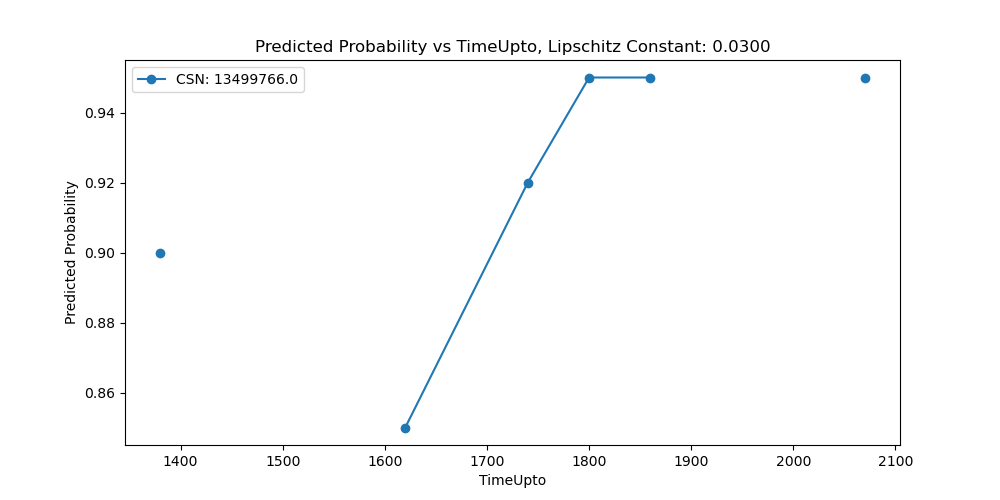 Predicted Probability vs TimeUpto, Lipschitz Constant: 0.0300
CSN: 13499766.0
Predicted Probability
0.94
0.92
0.90
0.88
0.86
1400 1500 1600 1700 1800 1900 2000 2100
TimeUpto